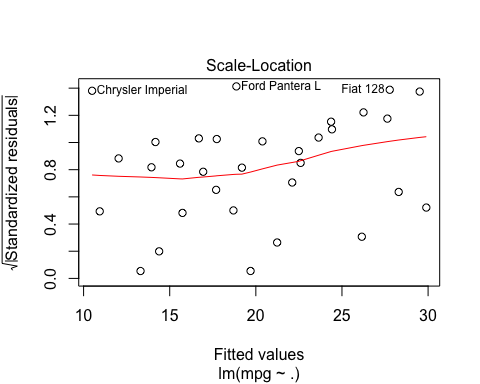 Scale-Location
Chrysler Imperial
Ford Pantera L
Fiat 128
√|Standardized residuals|
0.0 0.4 0.8 1.2
10 15 20 25 30
Fitted values
lm(mpg ~ .)